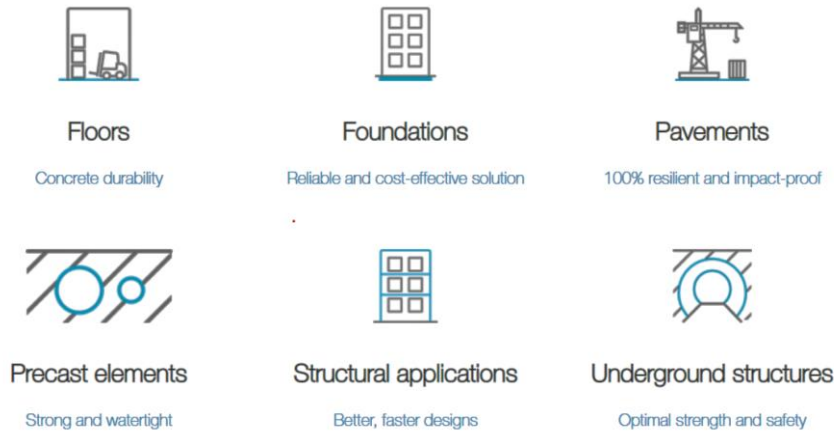 Floors
Foundations
Pavements
Concrete durability
Reliable and cost-effective solution
100% resilient and impact-proof
Precast elements
Structural applications
Underground structures
Strong and watertight
Better, faster designs
Optimal strength and safety